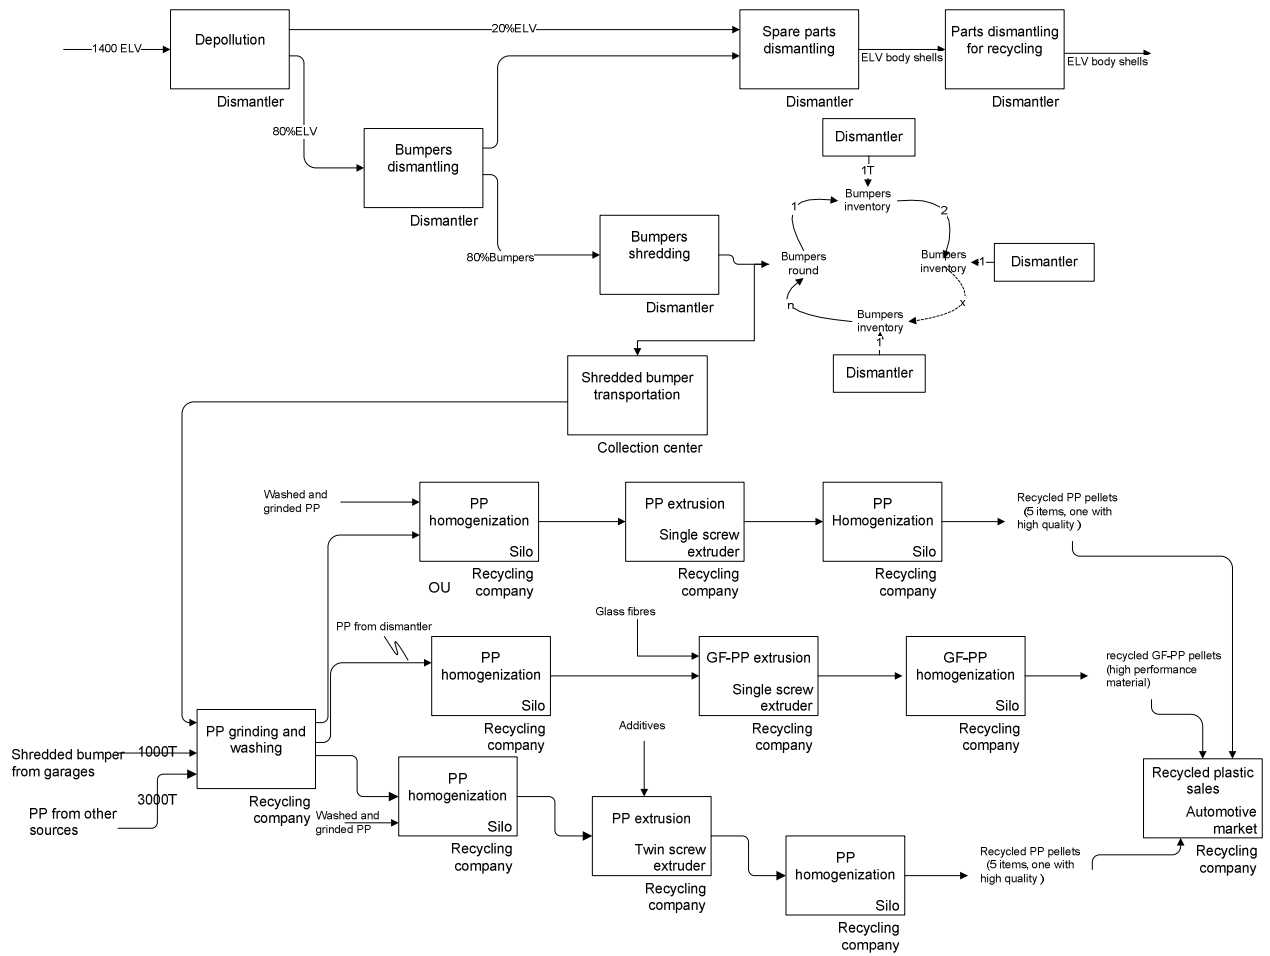 1400 ELV
Depollution
Dismantler
20%ELV
80%ELV
Spare parts
dismantling
Dismantler
ELV body shells
Parts dismantling
for recycling
Dismantler
ELV body shells
Bumpers
dismantling
Dismantler
80%Bumpers
Bumpers
shredding
Dismantler
Dismantler
1T
Bumpers
inventory
1
2
Bumpers
round
Bumpers
inventory
1
Dismantler
n
x
Bumpers
inventory
1
Dismantler
Shredded bumper
transportation
Collection center
Washed and
grinded PP
PP
homogenization
Silo
Recycling
company
OU
PP extrusion
Single screw
extruder
Recycling
company
PP
Homogenization
Silo
Recycling
company
Recycled PP pellets
(5 items, one with
high quality )
PP from dismantler
PP
homogenization
Silo
Recycling
company
Glass fibres
GF-PP extrusion
Single screw
extruder
Recycling
company
GF-PP
homogenization
Silo
Recycling
company
recycled GF-PP pellets
(high performance
material)
Shredded bumper
from garages
1000T
PP from other
sources
3000T
PP grinding and
washing
Recycling
company
Washed and
grinded PP
PP
homogenization
Silo
Recycling
company
Additives
PP extrusion
Twin screw
extruder
Recycling
company
PP
homogenization
Silo
Recycling
company
Recycled PP pellets
(5 items, one with
high quality )
Recycled plastic
sales
Automotive
market
Recycling
company